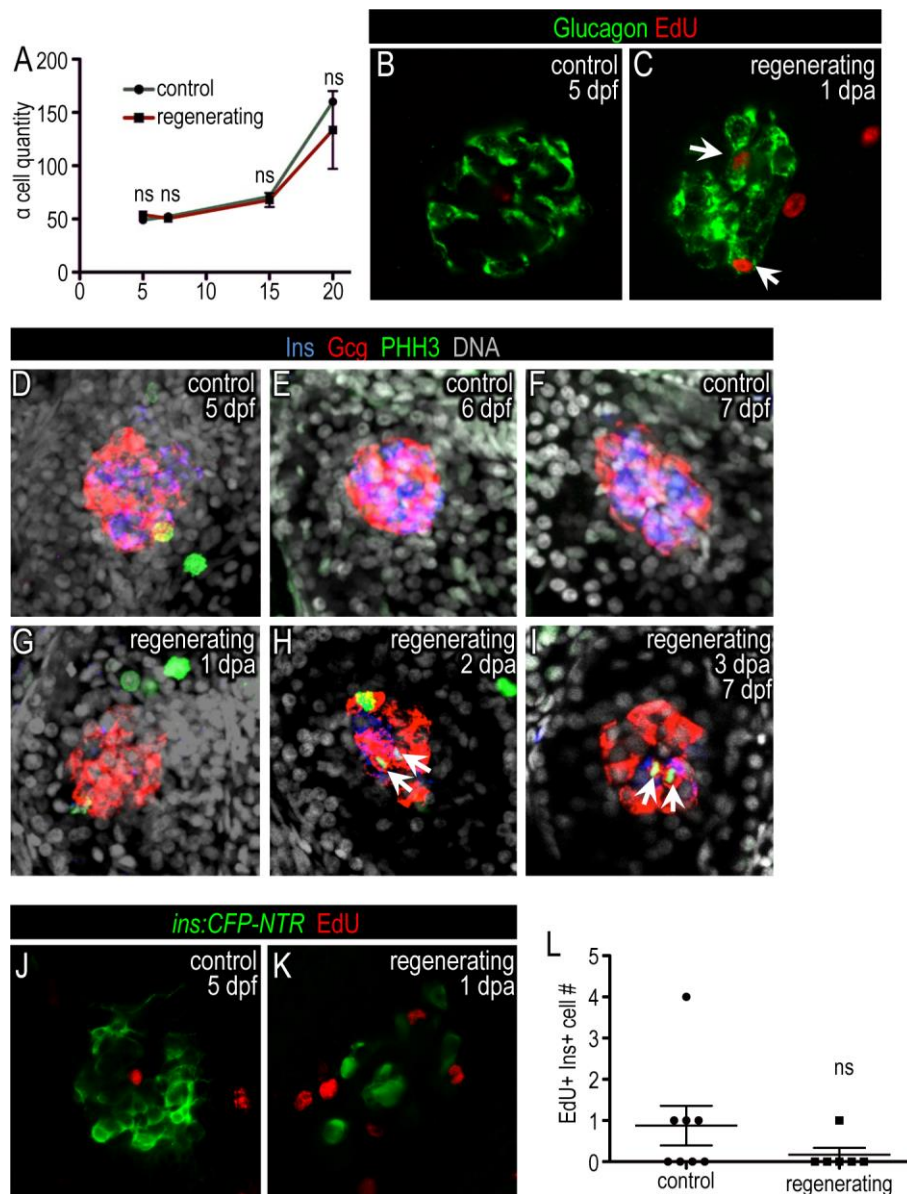 A
200
150
100
50
0
α cell quantity
control
regenerating
ns
ns
ns
ns
0
5
10
15
20
Glucagon EdU
B
control
5 dpf
C
regenerating
1 dpa
Ins Gcg PHH3 DNA
D
control
5 dpf
E
control
6 dpf
F
control
7 dpf
G
regenerating
1 dpa
H
regenerating
2 dpa
I
regenerating
3 dpa
7 dpf
ins:CFP-NTR EdU
J
control
5 dpf
K
regenerating
1 dpa
L
EdU+ Ins+ cell #
5
4
3
2
1
0
ns
control
regenerating